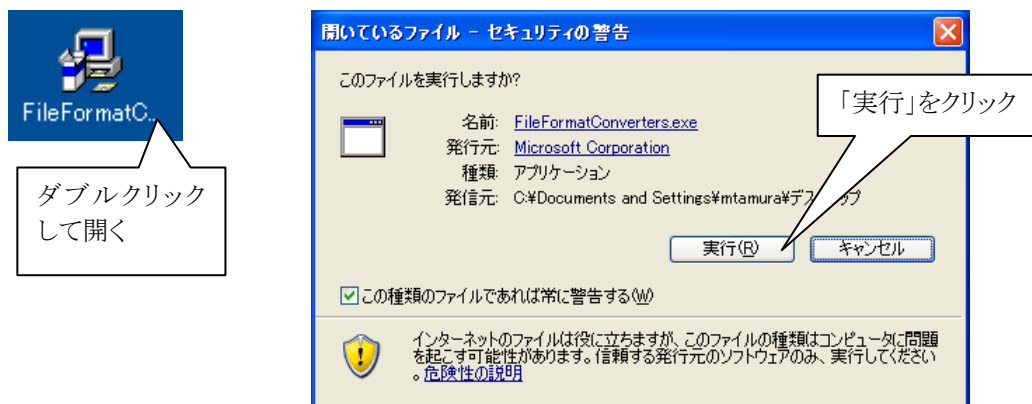 FileFormatC...
ダブルクリック
して開く
開いているファイル - セキュリティの警告
このファイルを実行しますか?
「実行」をクリック
名前: FileFormatConverters.exe
発行元: Microsoft Corporation
種類: アプリケーション
発信元: C:¥Documents and Settings¥mtamura¥デスクトップ
実行(R)
キャンセル
この種類のファイルであれば常に警告する(W)
インターネットのファイルは役に立ちますが、このファイルの種類はコンピュータに問題
を起こす可能性があります。信頼する発行元のソフトウェアのみ、実行してください
。危険性の説明